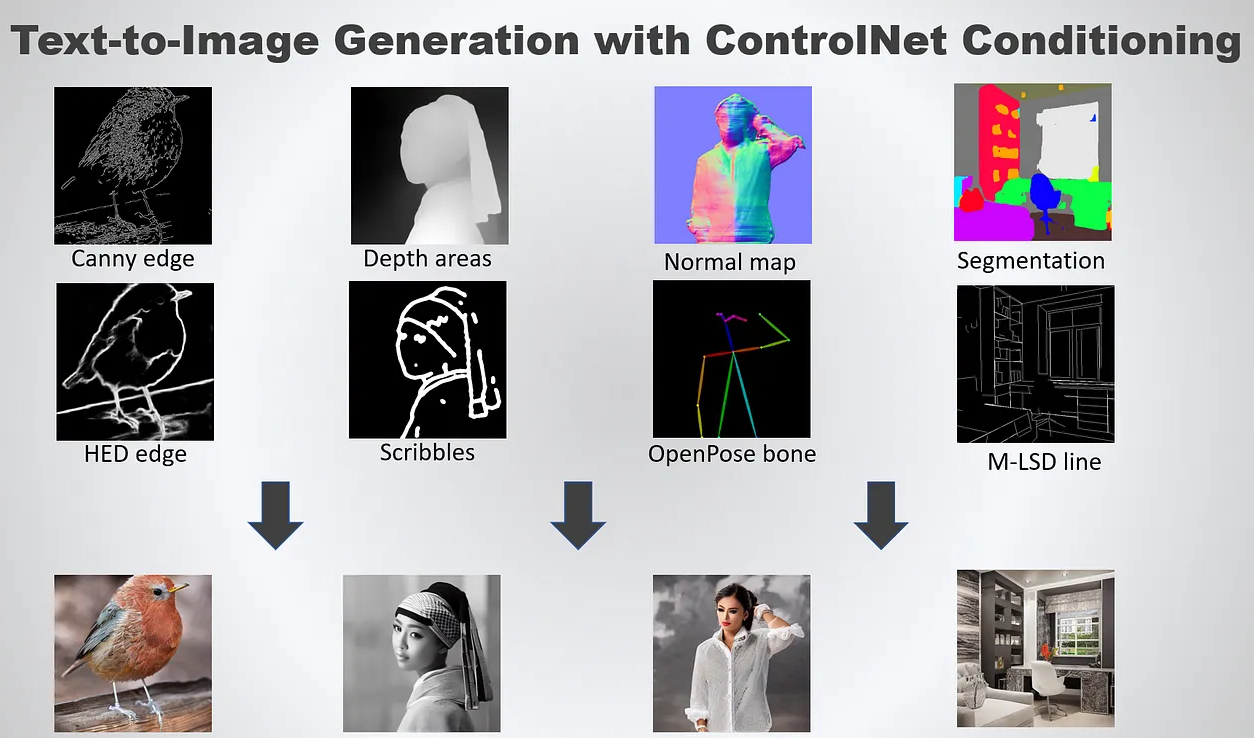 Text-to-Image Generation with ControlNet Conditioning
Canny edge
Depth areas
Normal map
Segmentation
HED edge
Scribbles
OpenPose bone
M-LSD line